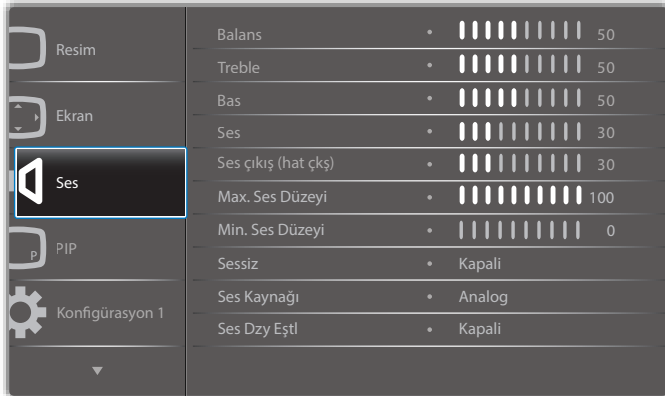 Resim
Ekran
Ses
P
PIP
Konfigürasyon 1
Balans • 50
Treble • 50
Bas • 50
Ses • 30
Ses çıkış (hat çkş) • 30
Max. Ses Düzeyi • 100
Min. Ses Düzeyi • 0
Sessiz • Kapali
Ses Kaynağı • Analog
Ses Dzy Eştl • Kapali